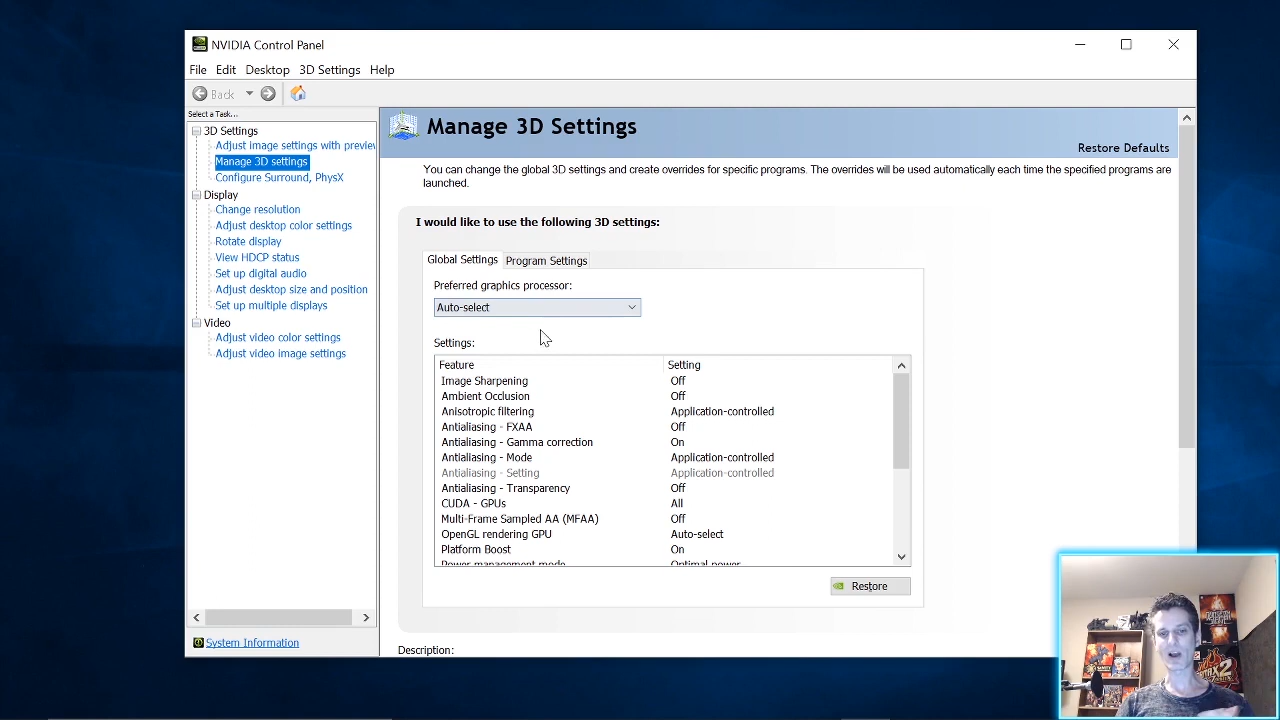 NVIDIA Control Panel
File Edit Desktop 3D Settings Help
Back
Select a Task...
3D Settings
Adjust image settings with preview
Manage 3D settings
Configure Surround, PhysX
Display
Change resolution
Adjust desktop color settings
Rotate display
View HDCP status
Set up digital audio
Adjust desktop size and position
Set up multiple displays
Video
Adjust video color settings
Adjust video image settings
System Information
Manage 3D Settings
Restore Defaults
You can change the global 3D settings and create overrides for specific programs. The overrides will be used automatically each time the specified programs are
launched.
I would like to use the following 3D settings:
Global Settings Program Settings
Preferred graphics processor:
Auto-select
Settings:
Feature Setting
Image Sharpening Off
Ambient Occlusion Off
Anisotropic filtering Application-controlled
Antialiasing - FXAA Off
Antialiasing - Gamma correction On
Antialiasing - Mode Application-controlled
Antialiasing - Setting Application-controlled
Antialiasing - Transparency Off
CUDA - GPUs All
Multi-Frame Sampled AA (MFAA) Off
OpenGL rendering GPU Auto-select
Platform Boost On
Power management mode Optimal power
Restore
Description: